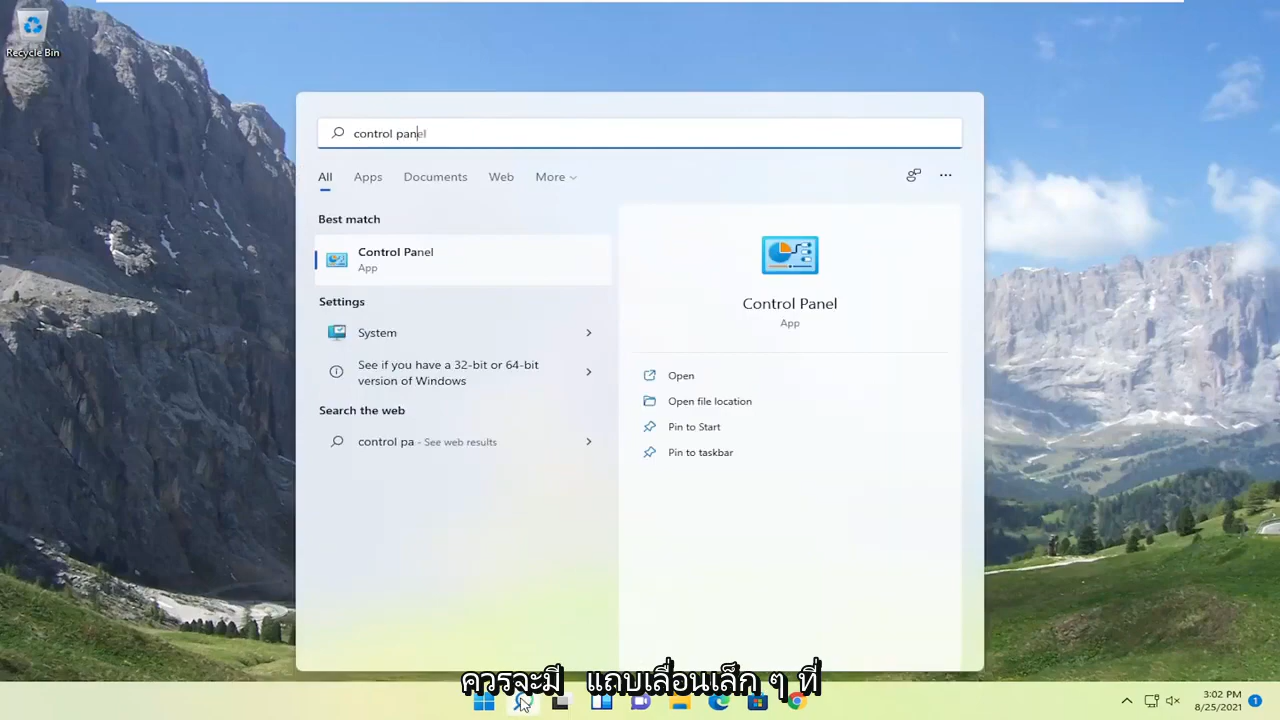 Recycle Bin
control panel
All Apps Documents Web More
Best match
Control Panel
App
Settings
System
See if you have a 32-bit or 64-bit
version of Windows
Search the web
control pa - See web results
Control Panel
App
Open
Open file location
Pin to Start
Pin to taskbar
ควรจะมี แถบเลื่อนเล็ก ๆ ที่
3:02 PM
8/25/2021
1